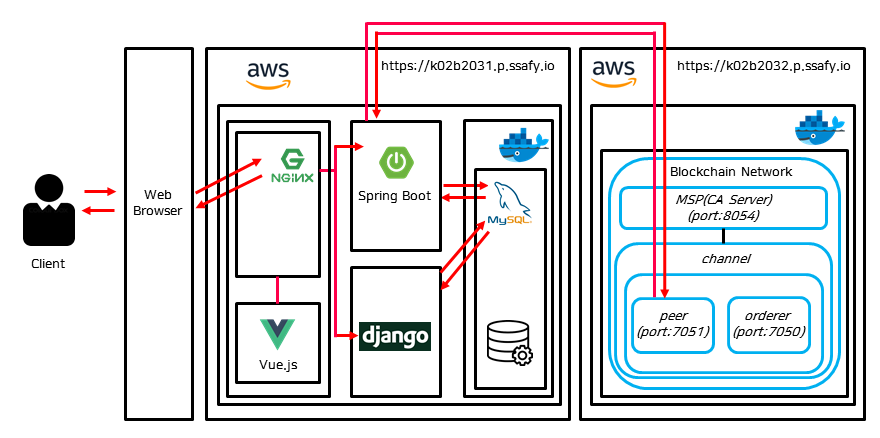 aws
https://k02b2031.p.ssafy.io
aws
https://k02b2032.p.ssafy.io
Client
Web
Browser
NGINX
Vue.js
Spring Boot
django
MySQL
Blockchain Network
MSP(CA Server)
(port:8054)
channel
peer
(port:7051)
orderer
(port:7050)